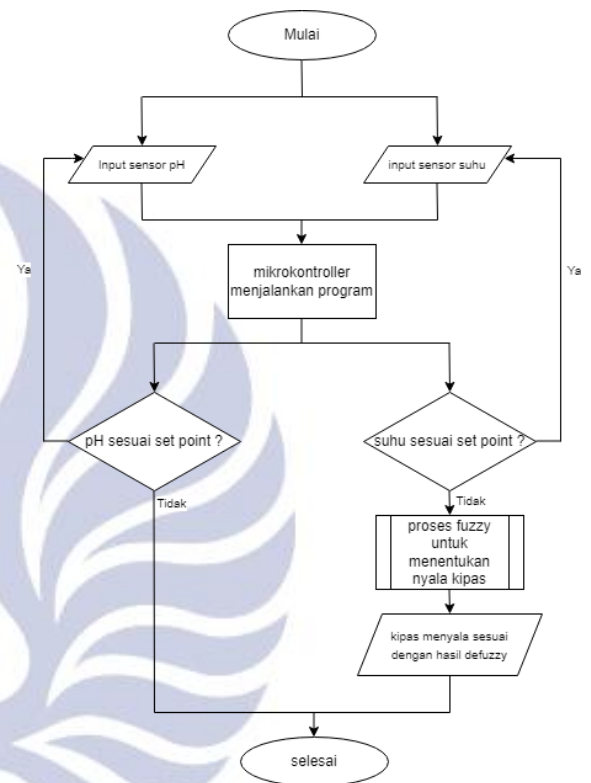 Mulai
Input sensor pH
input sensor suhu
Ya
Ya
mikrokontroller
menjalankan program
pH sesuai set point ?
suhu sesuai set point ?
Tidak
Tidak
proses fuzzy
untuk
menentukan
nyala kipas
kipas menyala sesuai
dengan hasil defuzzy
selesai